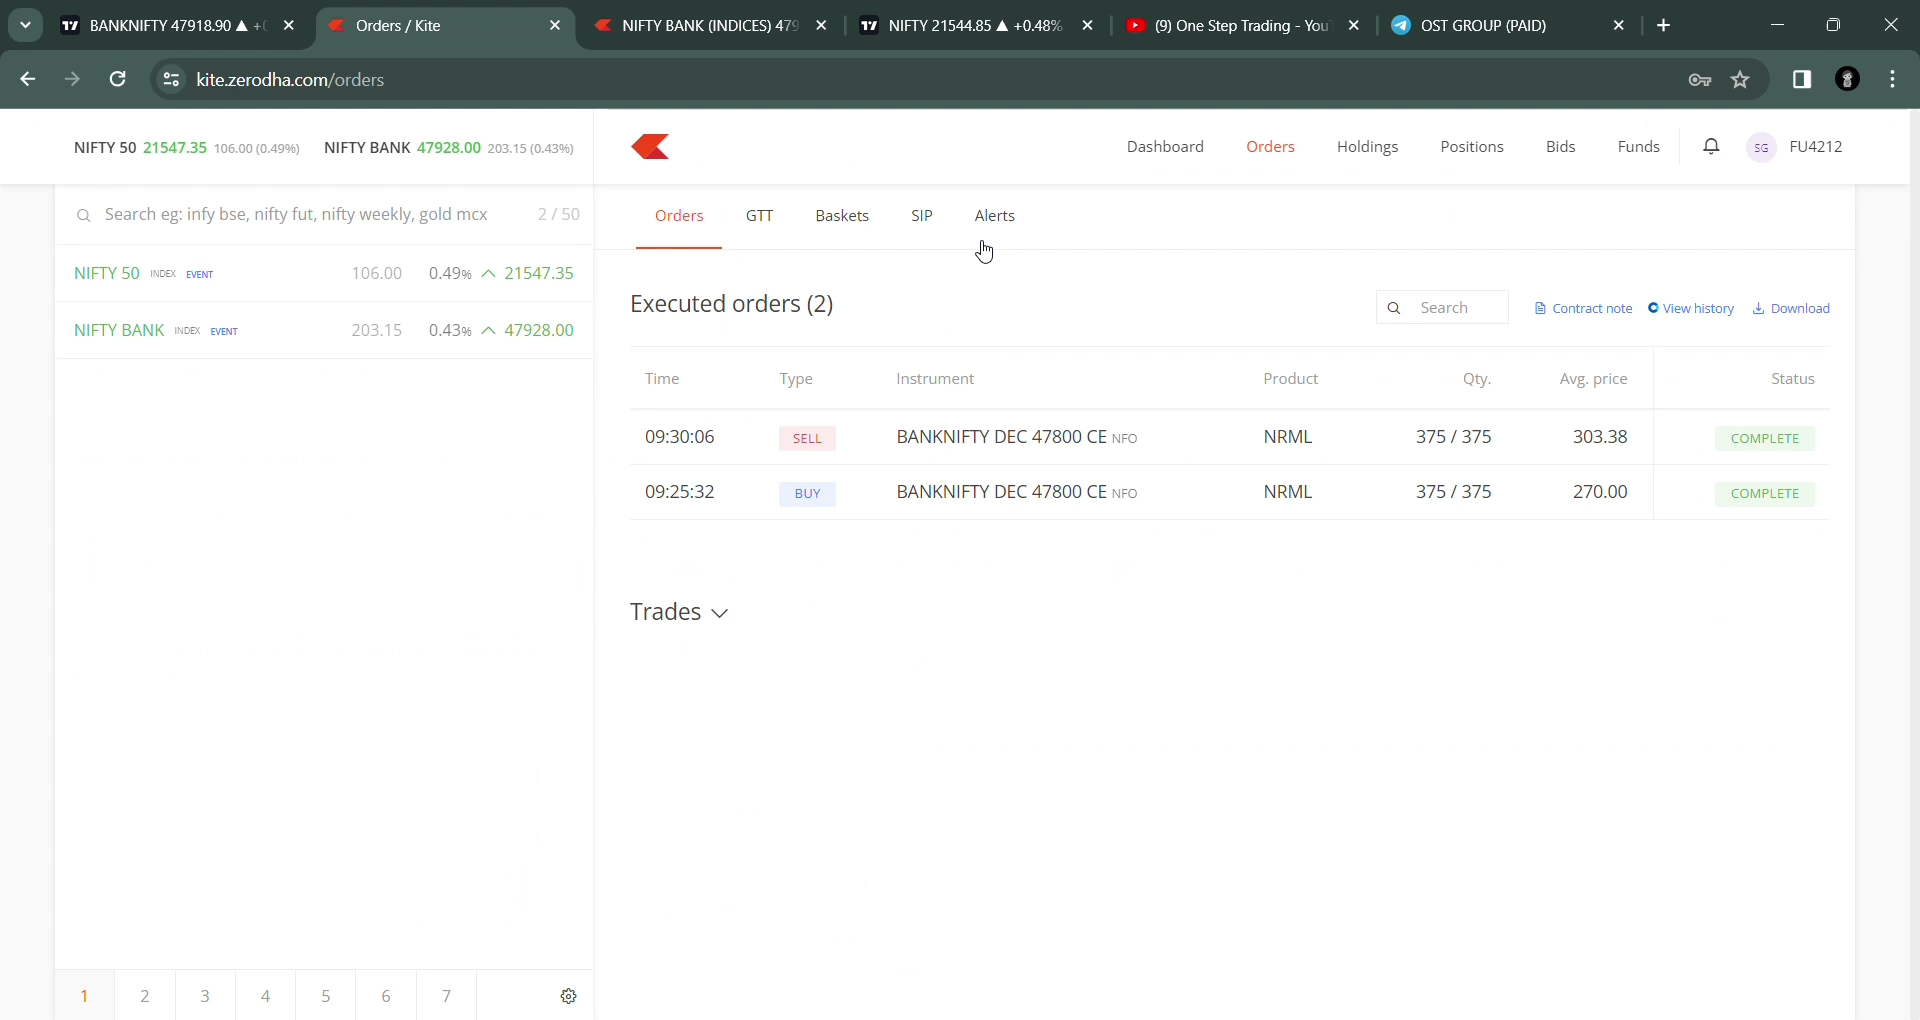 BANKNIFTY 47918.90 ▲ +0
Orders / Kite
NIFTY BANK (INDICES) 479
NIFTY 21544.85 ▲ +0.48%
(9) One Step Trading - You
OST GROUP (PAID)
kite.zerodha.com/orders
NIFTY 50 21547.35 106.00 (0.49%) NIFTY BANK 47928.00 203.15 (0.43%)
Dashboard Orders Holdings Positions Bids Funds SG FU4212
Search eg: infy bse, nifty fut, nifty weekly, gold mcx 2 / 50
NIFTY 50 INDEX EVENT 106.00 0.49% 21547.35
NIFTY BANK INDEX EVENT 203.15 0.43% 47928.00
1 2 3 4 5 6 7
Orders GTT Baskets SIP Alerts
Executed orders (2) Search Contract note View history Download
Time Type Instrument Product Qty. Avg. price Status
09:30:06 SELL BANKNIFTY DEC 47800 CE NFO NRML 375 / 375 303.38 COMPLETE
09:25:32 BUY BANKNIFTY DEC 47800 CE NFO NRML 375 / 375 270.00 COMPLETE
Trades